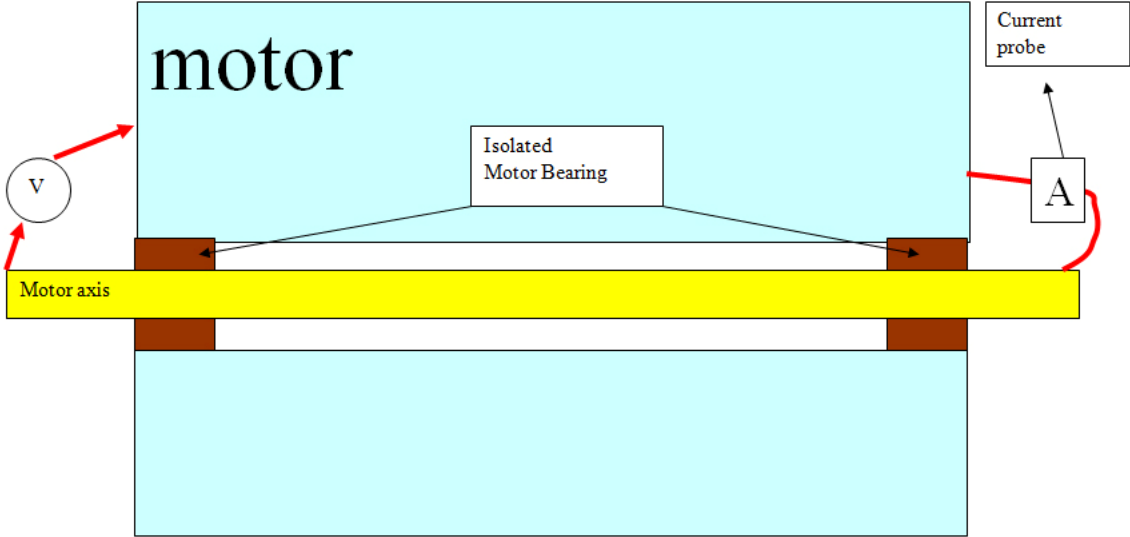 motor
Current
probe
Isolated
Motor Bearing
V
A
Motor axis